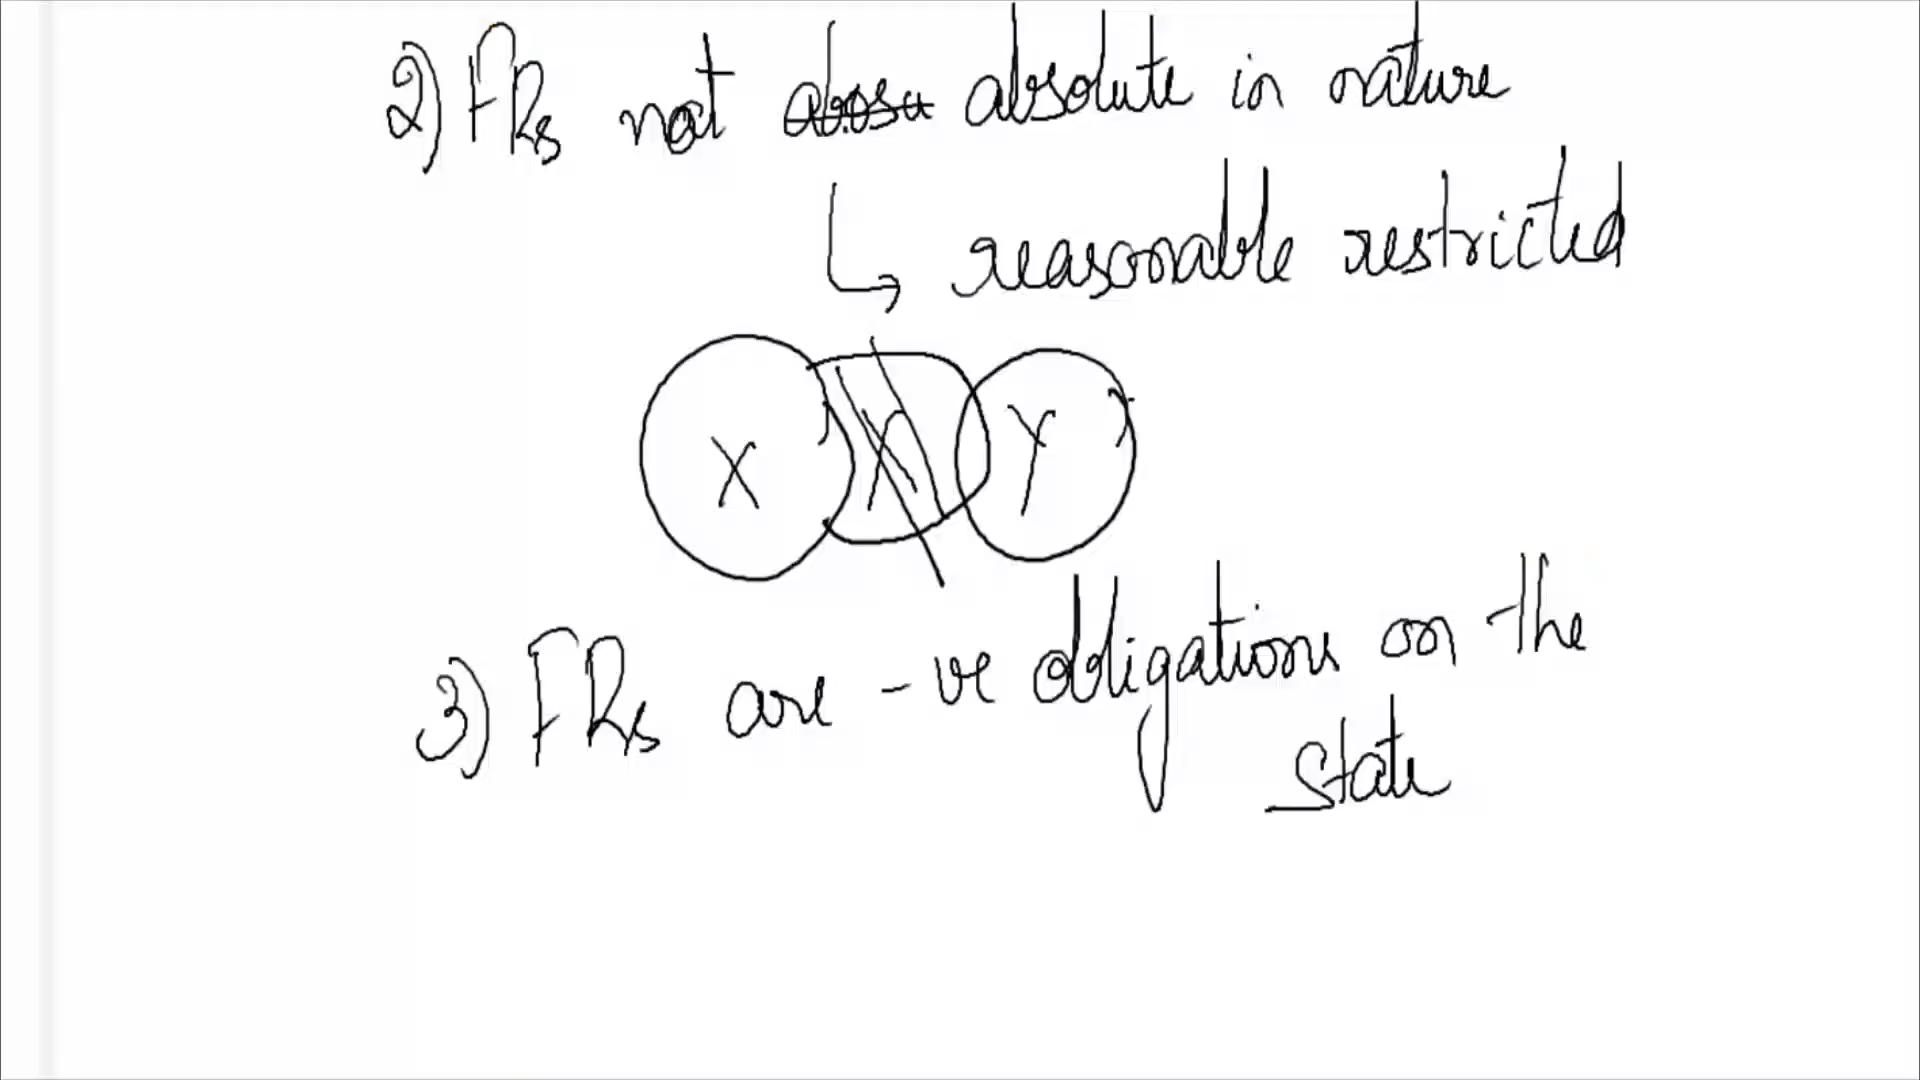 2) FRs not absolute in nature
↳ reasonable restricted
X X Y
3) FRs are -ve obligations on the
State